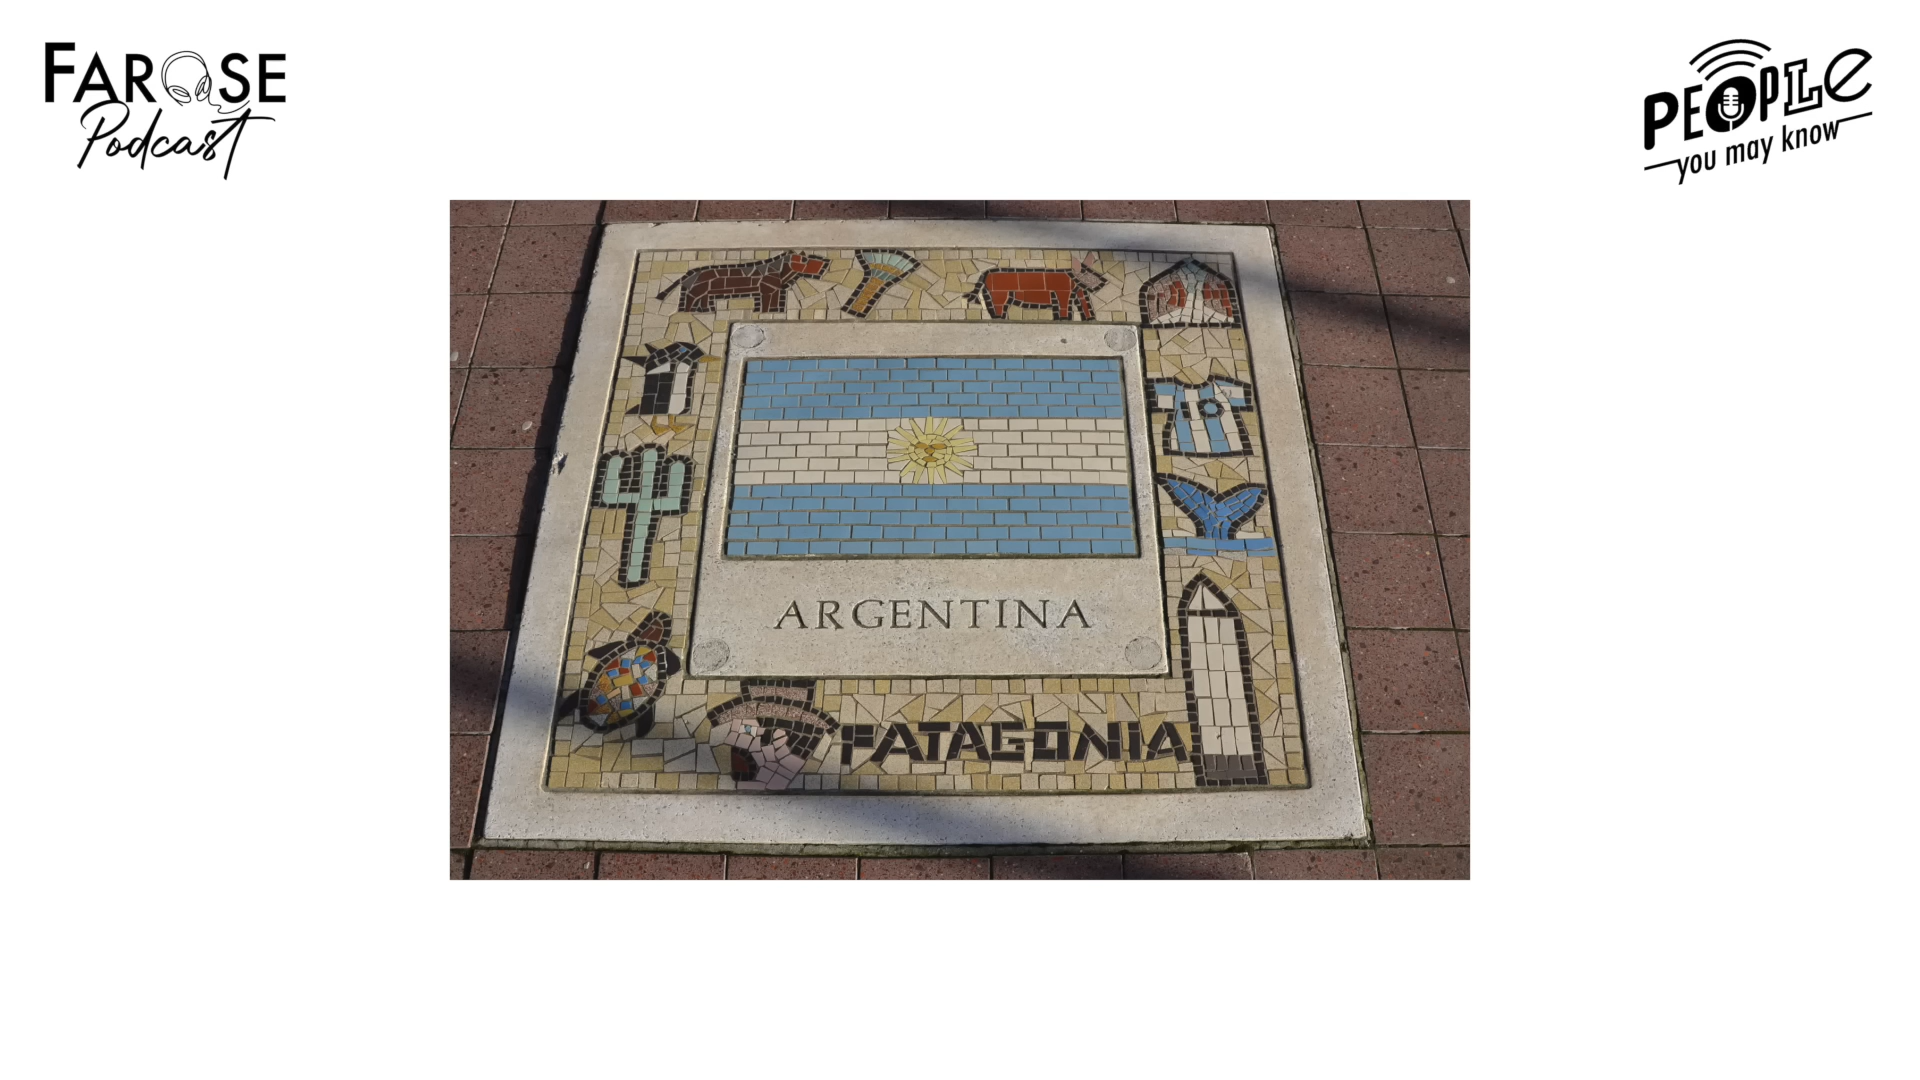 FAROSE
Podcast
PEOPLE
you may know
ARGENTINA
PATAGONIA